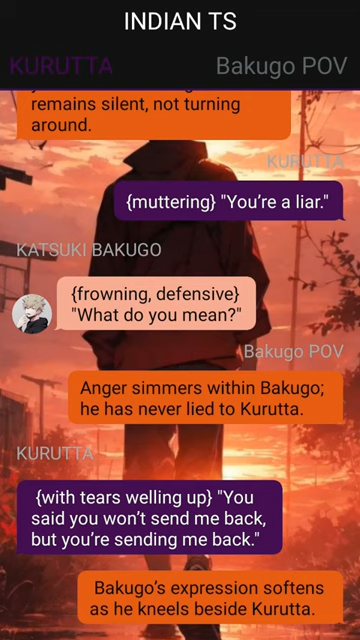 INDIAN TS
KURUTTA
Bakugo POV
remains silent, not turning
around.
KURUTTA
{muttering} "You're a liar."
KATSUKI BAKUGO
{frowning, defensive}
"What do you mean?"
Bakugo POV
Anger simmers within Bakugo;
he has never lied to Kurutta.
KURUTTA
{with tears welling up} "You
said you won't send me back,
but you're sending me back."
Bakugo's expression softens
as he kneels beside Kurutta.